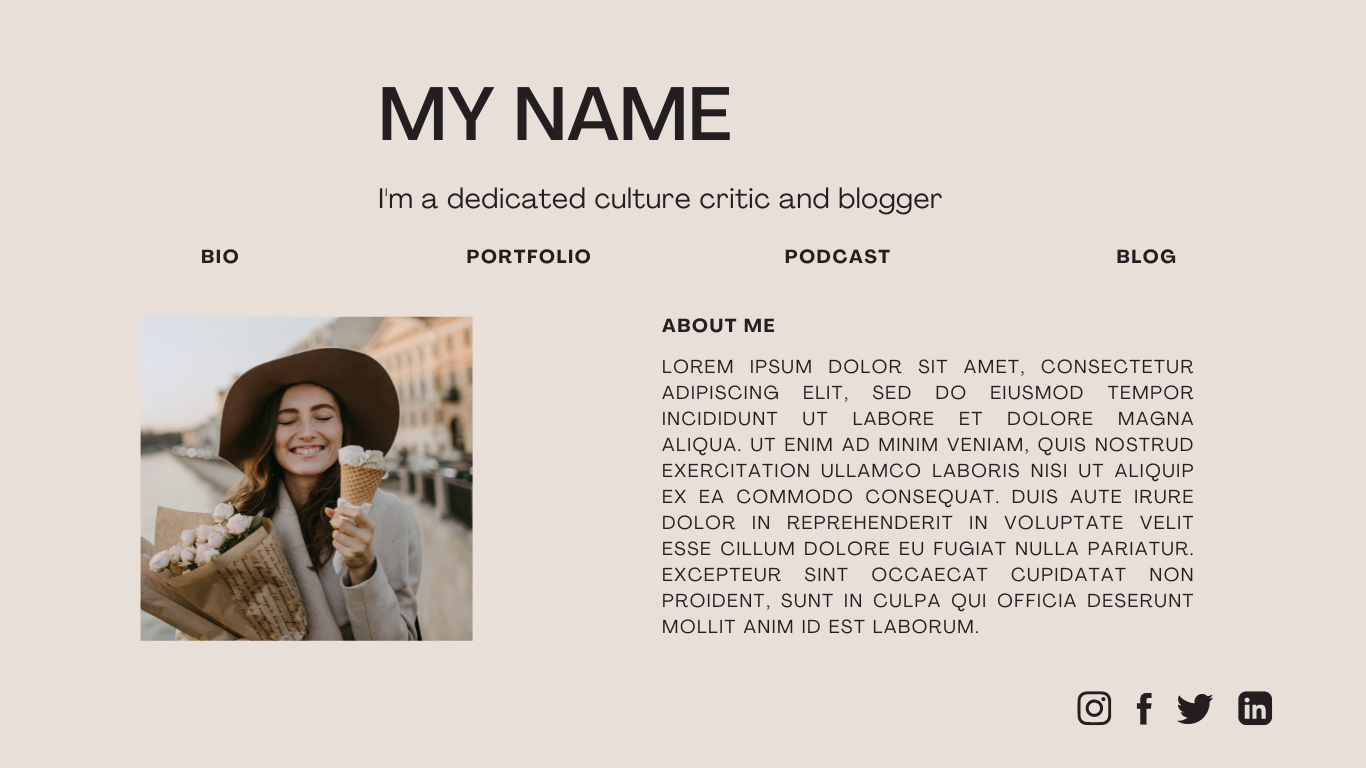 MY NAME
I'm a dedicated culture critic and blogger
BIO PORTFOLIO PODCAST BLOG
ABOUT ME
LOREM IPSUM DOLOR SIT AMET, CONSECTETUR
ADIPISCING ELIT, SED DO EIUSMOD TEMPOR
INCIDIDUNT UT LABORE ET DOLORE MAGNA
ALIQUA. UT ENIM AD MINIM VENIAM, QUIS NOSTRUD
EXERCITATION ULLAMCO LABORIS NISI UT ALIQUIP
EX EA COMMODO CONSEQUAT. DUIS AUTE IRURE
DOLOR IN REPREHENDERIT IN VOLUPTATE VELIT
ESSE CILLUM DOLORE EU FUGIAT NULLA PARIATUR.
EXCEPTEUR SINT OCCAECAT CUPIDATAT NON
PROIDENT, SUNT IN CULPA QUI OFFICIA DESERUNT
MOLLIT ANIM ID EST LABORUM.